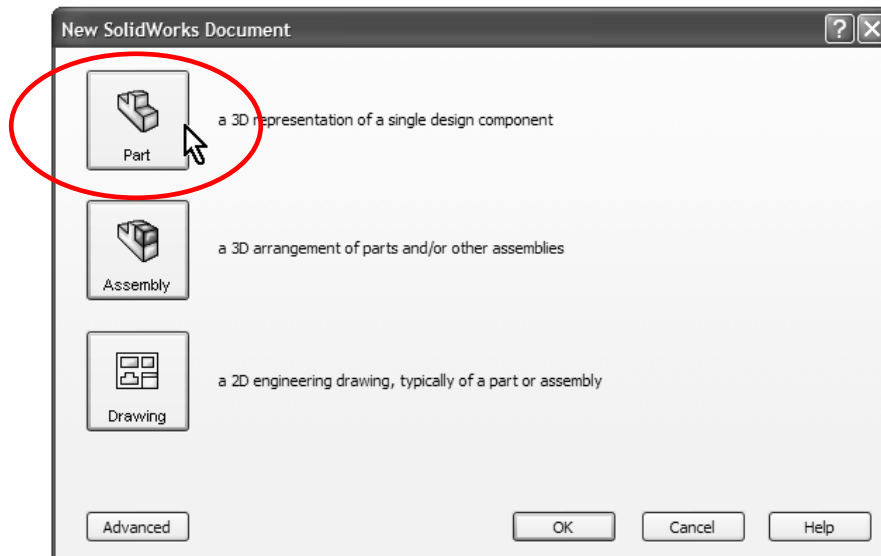 New SolidWorks Document
?
Part
a 3D representation of a single design component
Assembly
a 3D arrangement of parts and/or other assemblies
Drawing
a 2D engineering drawing, typically of a part or assembly
Advanced
OK
Cancel
Help